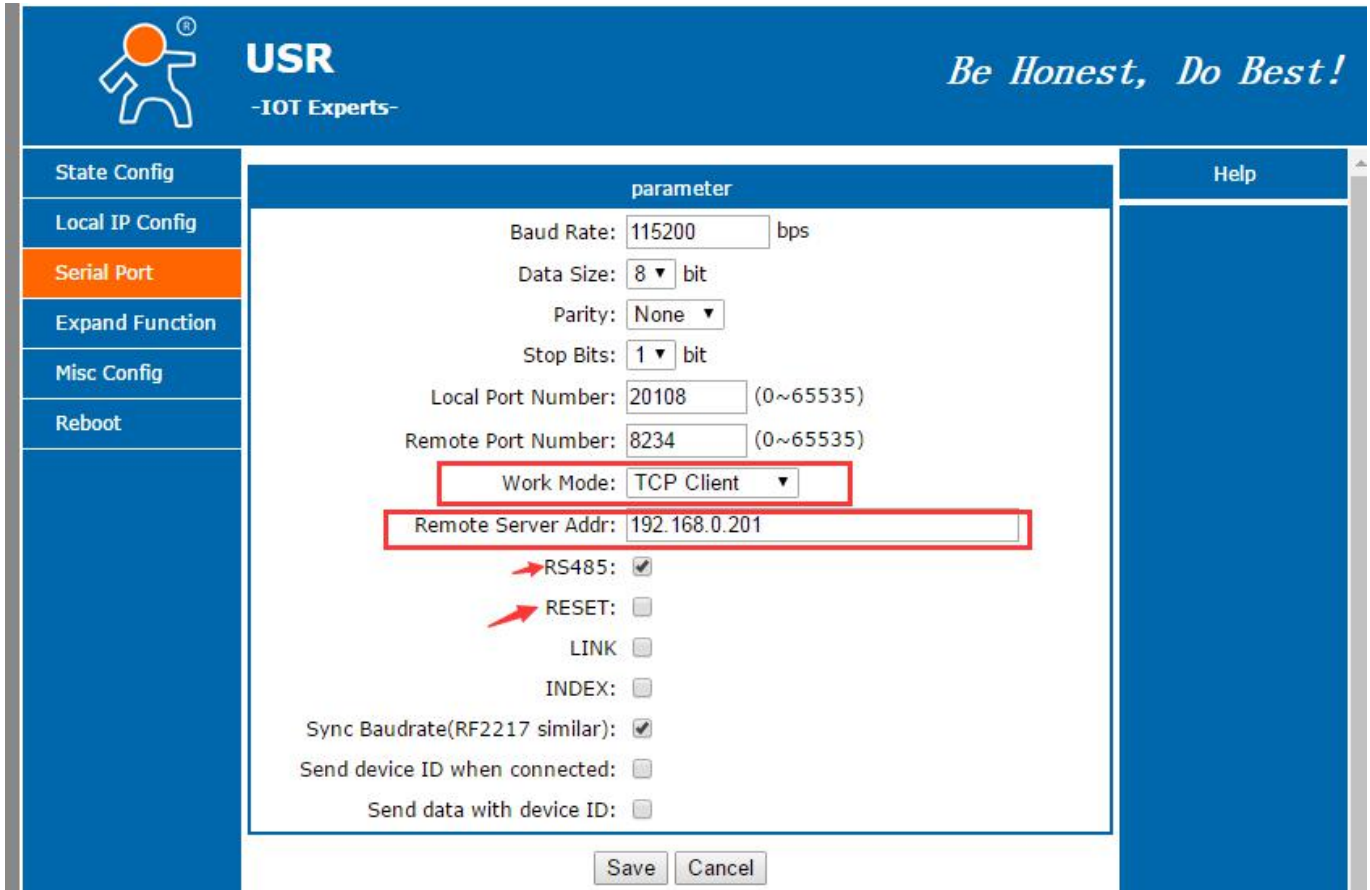 ®
USR
-IOT Experts-
Be Honest, Do Best!
State Config
Local IP Config
Serial Port
Expand Function
Misc Config
Reboot
parameter
Baud Rate: 115200 bps
Data Size: 8 bit
Parity: None
Stop Bits: 1 bit
Local Port Number: 20108 (0~65535)
Remote Port Number: 8234 (0~65535)
Work Mode: TCP Client
Remote Server Addr: 192.168.0.201
RS485:
RESET:
LINK
INDEX:
Sync Baudrate(RF2217 similar):
Send device ID when connected:
Send data with device ID:
Save Cancel
Help